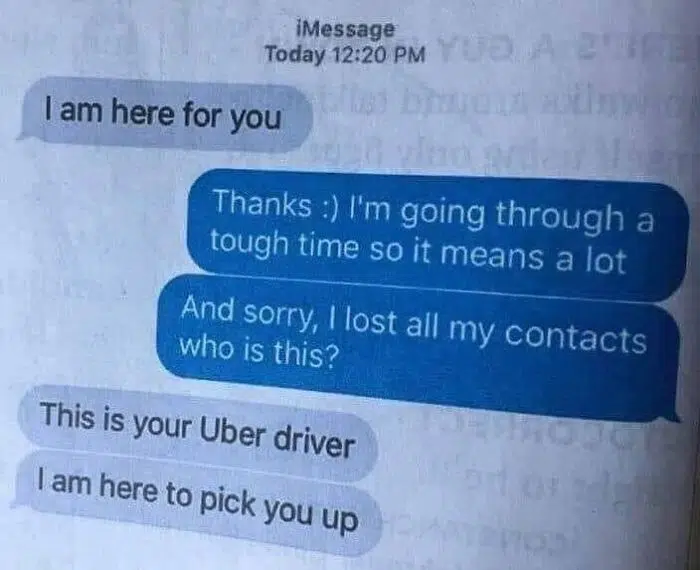 iMessage
Today 12:20 PM
I am here for you
Thanks :) I'm going through a
tough time so it means a lot
And sorry, I lost all my contacts
who is this?
This is your Uber driver
I am here to pick you up